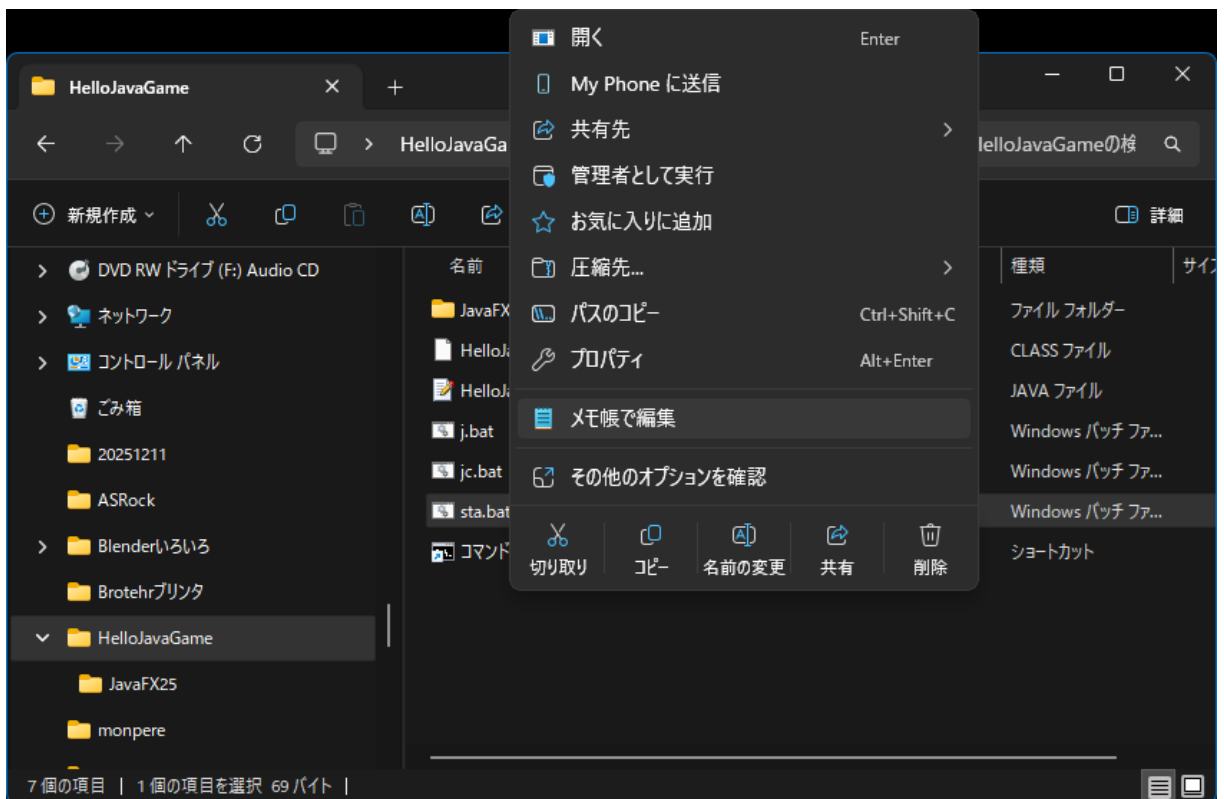 開く Enter
My Phone に送信
共有先
管理者として実行
お気に入りに追加
圧縮先...
パスのコピー Ctrl+Shift+C
プロパティ Alt+Enter
メモ帳で編集
その他のオプションを確認
切り取り コピー 名前の変更 共有 削除
HelloJavaGame
HelloJavaGa
HelloJavaGameの検
新規作成
詳細
DVD RW ドライブ (F:) Audio CD
ネットワーク
コントロール パネル
ごみ箱
20251211
ASRock
Blenderいろいろ
Brotehrプリンタ
HelloJavaGame
JavaFX25
monpere
名前 種類 サイズ
JavaFX ファイル フォルダー
HelloJa CLASS ファイル
HelloJa JAVA ファイル
j.bat Windows バッチ ファ...
jc.bat Windows バッチ ファ...
sta.bat Windows バッチ ファ...
コマンド ショートカット
7 個の項目 1 個の項目を選択 69 バイト